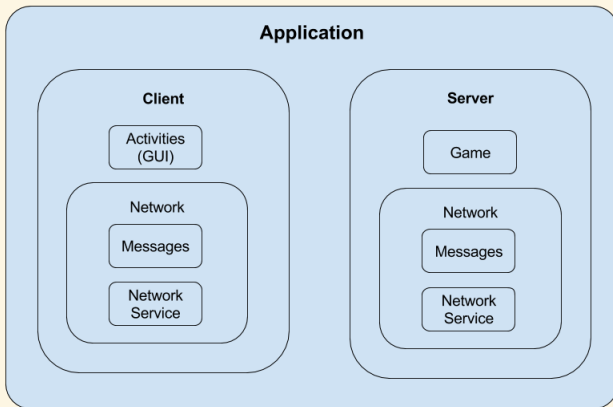 Application
Client
Activities
(GUI)
Network
Messages
Network
Service
Server
Game
Network
Messages
Network
Service